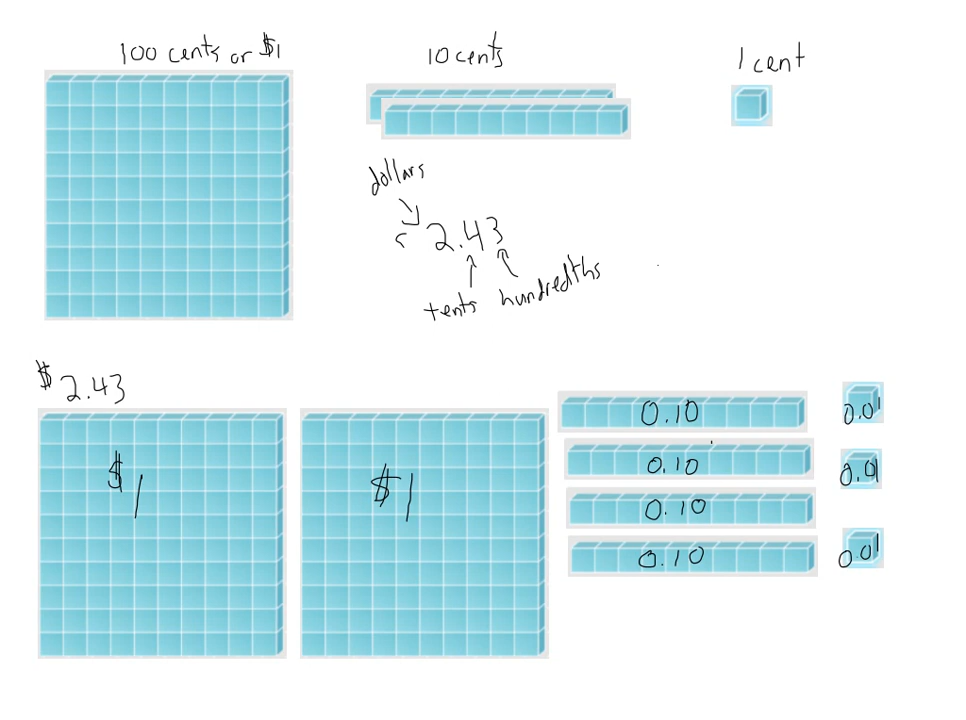 100 cents or $1
10 cents
1 cent
dollars
2.43
tents hundredths
$2.43
$1
$1
0.10
0.10
0.10
0.10
0.01
0.01
0.01